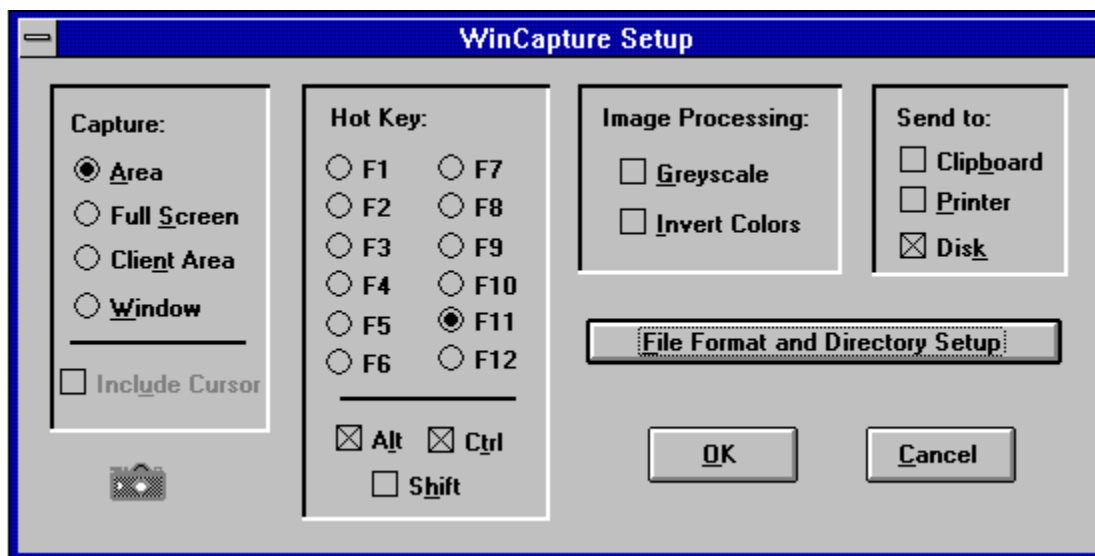 WinCapture Setup
Capture:
Area
Full Screen
Client Area
Window
Include Cursor
Hot Key:
F1 F7
F2 F8
F3 F9
F4 F10
F5 F11
F6 F12
Alt Ctrl
Shift
Image Processing:
Greyscale
Invert Colors
Send to:
Clipboard
Printer
Disk
File Format and Directory Setup
OK Cancel